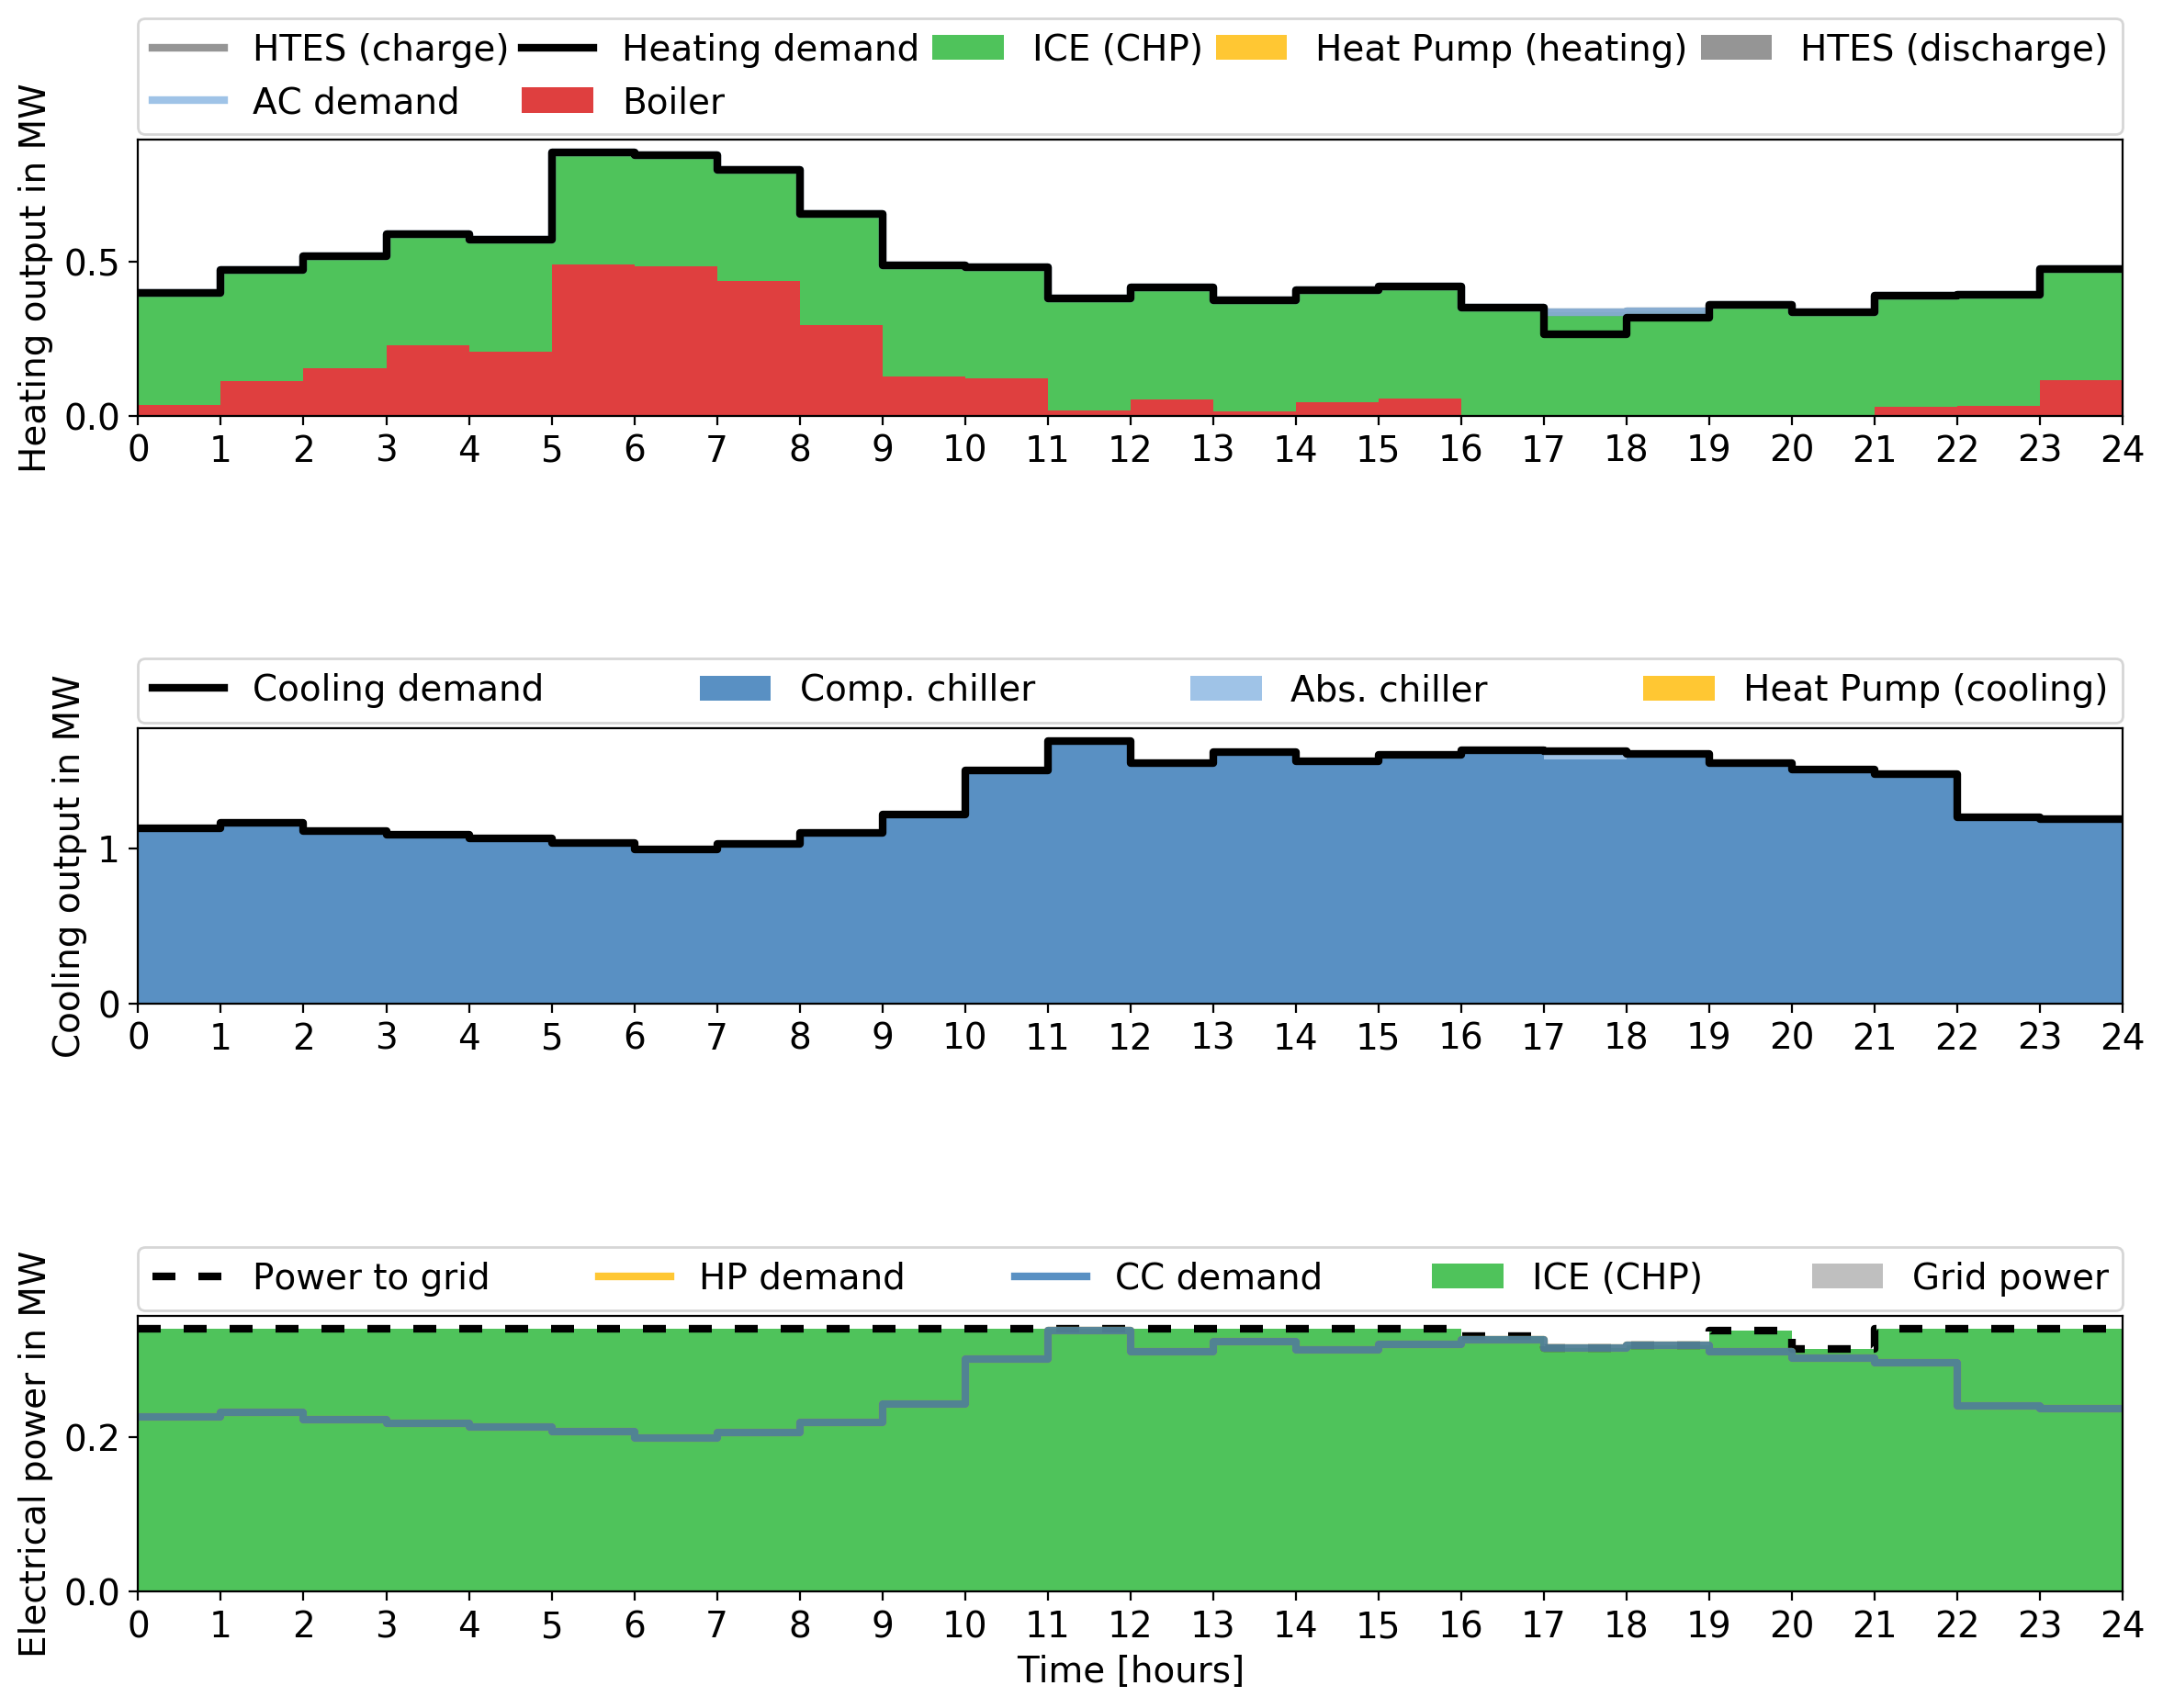 HTES (charge) Heating demand ICE (CHP) Heat Pump (heating) HTES (discharge)
AC demand Boiler
Heating output in MW
0.5
0.0
0 1 2 3 4 5 6 7 8 9 10 11 12 13 14 15 16 17 18 19 20 21 22 23 24
Cooling demand Comp. chiller Abs. chiller Heat Pump (cooling)
Cooling output in MW
1
0
0 1 2 3 4 5 6 7 8 9 10 11 12 13 14 15 16 17 18 19 20 21 22 23 24
Power to grid HP demand CC demand ICE (CHP) Grid power
Electrical power in MW
0.2
0.0
0 1 2 3 4 5 6 7 8 9 10 11 12 13 14 15 16 17 18 19 20 21 22 23 24
Time [hours]